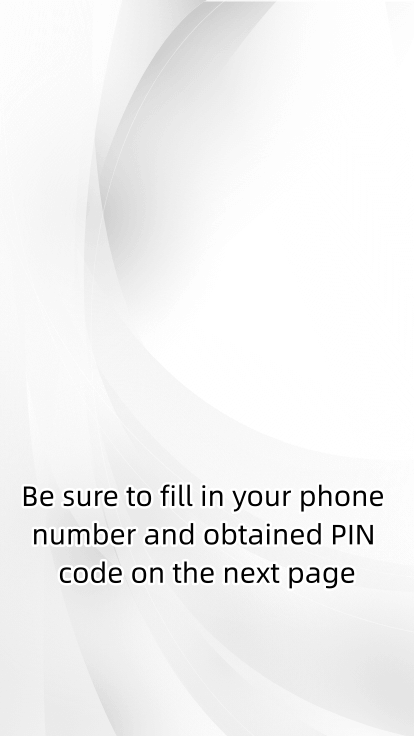 Be sure to fill in your phone
number and obtained PIN
code on the next page